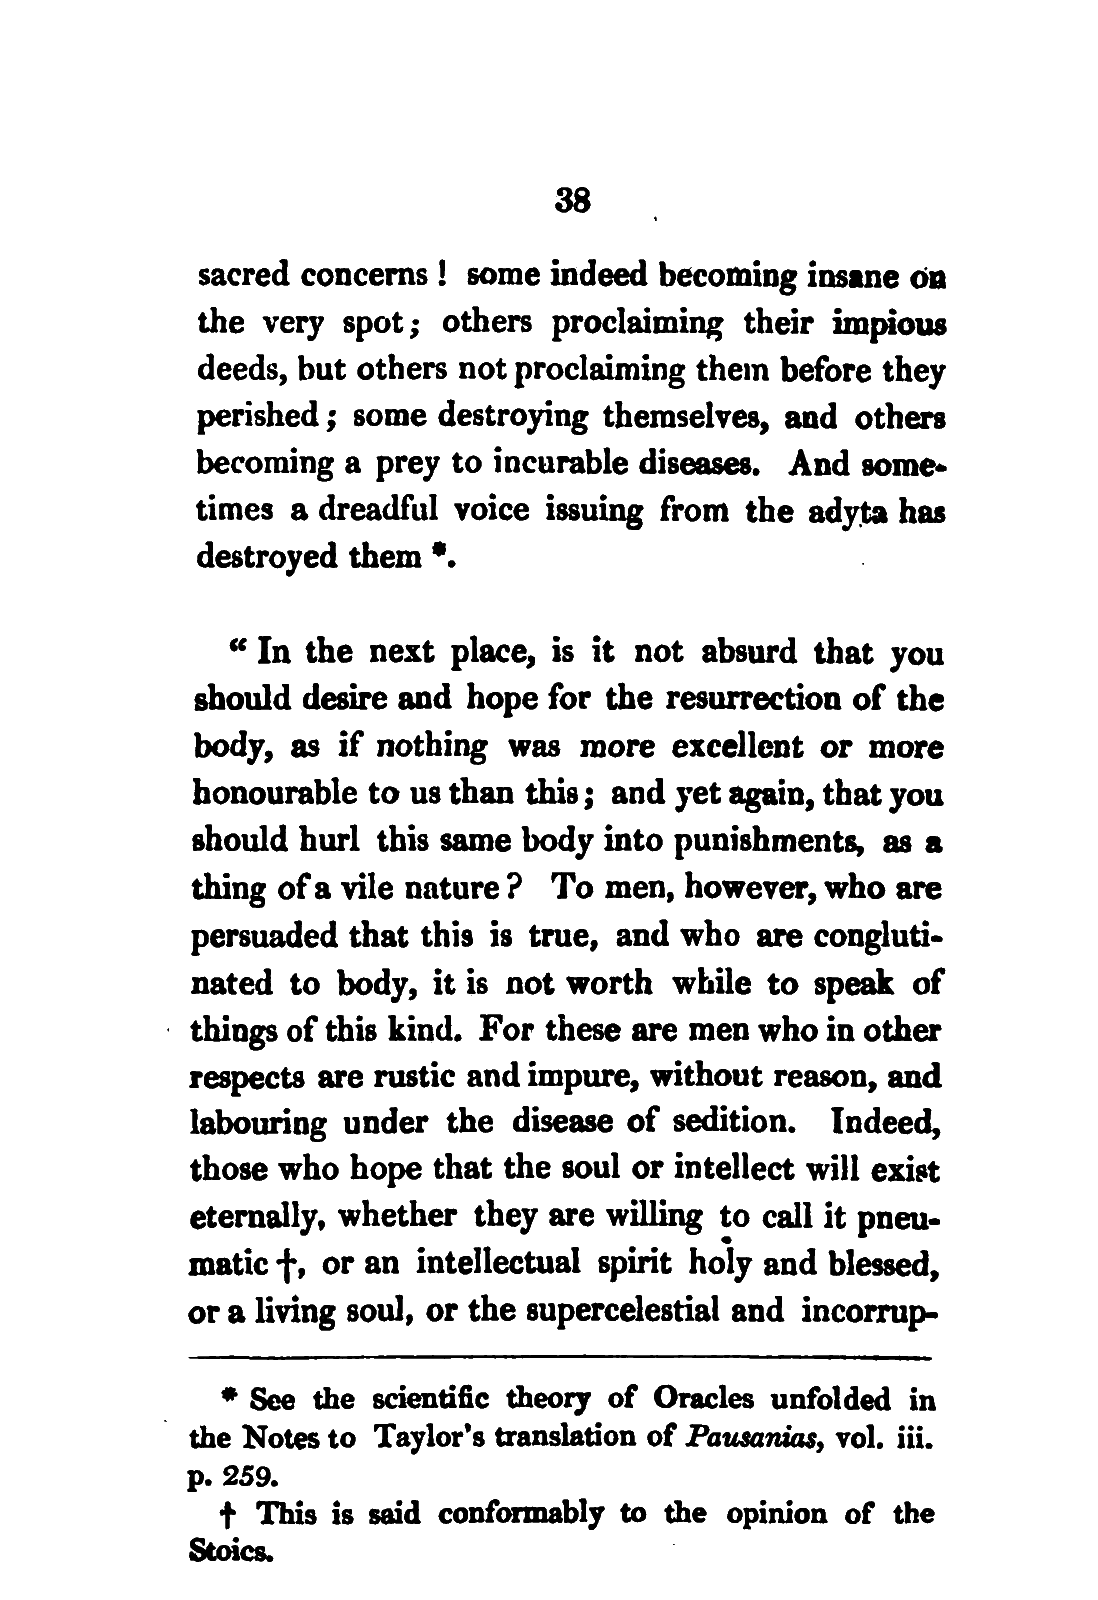 38
sacred concerns ! some indeed becoming insane on
the very spot; others proclaiming their impious
deeds, but others not proclaiming them before they
perished; some destroying themselves, and others
becoming a prey to incurable diseases. And some-
times a dreadful voice issuing from the adyta has
destroyed them *.
“ In the next place, is it not absurd that you
should desire and hope for the resurrection of the
body, as if nothing was more excellent or more
honourable to us than this; and yet again, that you
should hurl this same body into punishments, as a
thing of a vile nature? To men, however, who are
persuaded that this is true, and who are congluti-
nated to body, it is not worth while to speak of
things of this kind. For these are men who in other
respects are rustic and impure, without reason, and
labouring under the disease of sedition. Indeed,
those who hope that the soul or intellect will exist
eternally, whether they are willing to call it pneu-
matic †, or an intellectual spirit holy and blessed,
or a living soul, or the supercelestial and incorrup-
* See the scientific theory of Oracles unfolded in
the Notes to Taylor's translation of Pausanias, vol. iii.
p. 259.
† This is said conformably to the opinion of the
Stoics.